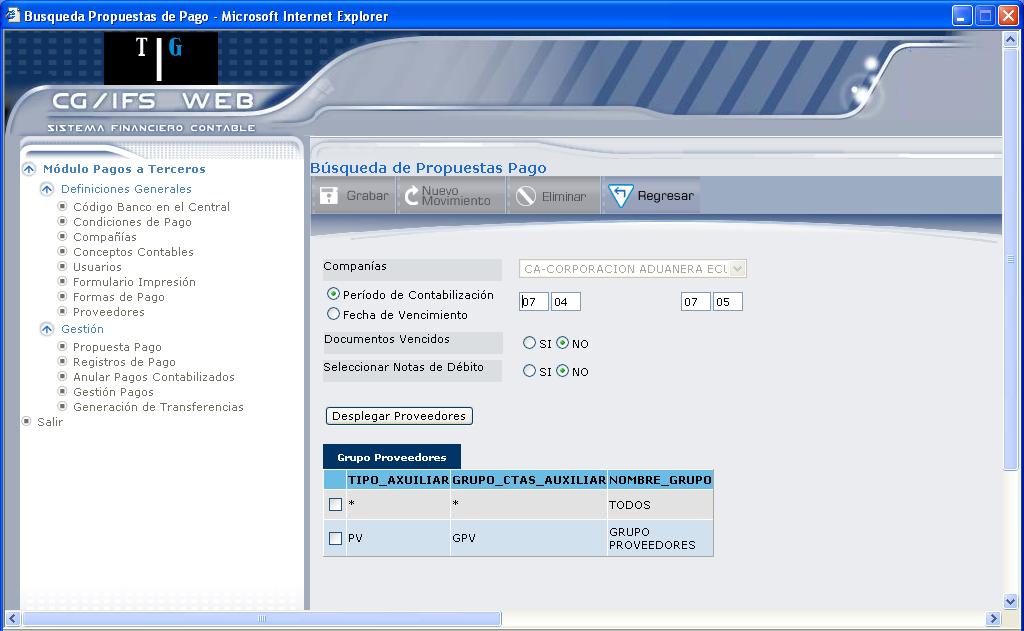 Busqueda Propuestas de Pago - Microsoft Internet Explorer
T G
CG/IFS WEB
SISTEMA FINANCIERO CONTABLE
Módulo Pagos a Terceros
Definiciones Generales
Código Banco en el Central
Condiciones de Pago
Compañías
Conceptos Contables
Usuarios
Formulario Impresión
Formas de Pago
Proveedores
Gestión
Propuesta Pago
Registros de Pago
Anular Pagos Contabilizados
Gestión Pagos
Generación de Transferencias
Salir
Búsqueda de Propuestas Pago
Grabar
Nuevo
Movimiento
Eliminar
Regresar
Compañías CA-CORPORACION ADUANERA ECU
Período de Contabilización 07 04 07 05
Fecha de Vencimiento
Documentos Vencidos SI NO
Seleccionar Notas de Débito SI NO
Desplegar Proveedores
Grupo Proveedores
TIPO_AXUILIAR GRUPO_CTAS_AUXILIAR NOMBRE_GRUPO
* * TODOS
PV GPV GRUPO
PROVEEDORES